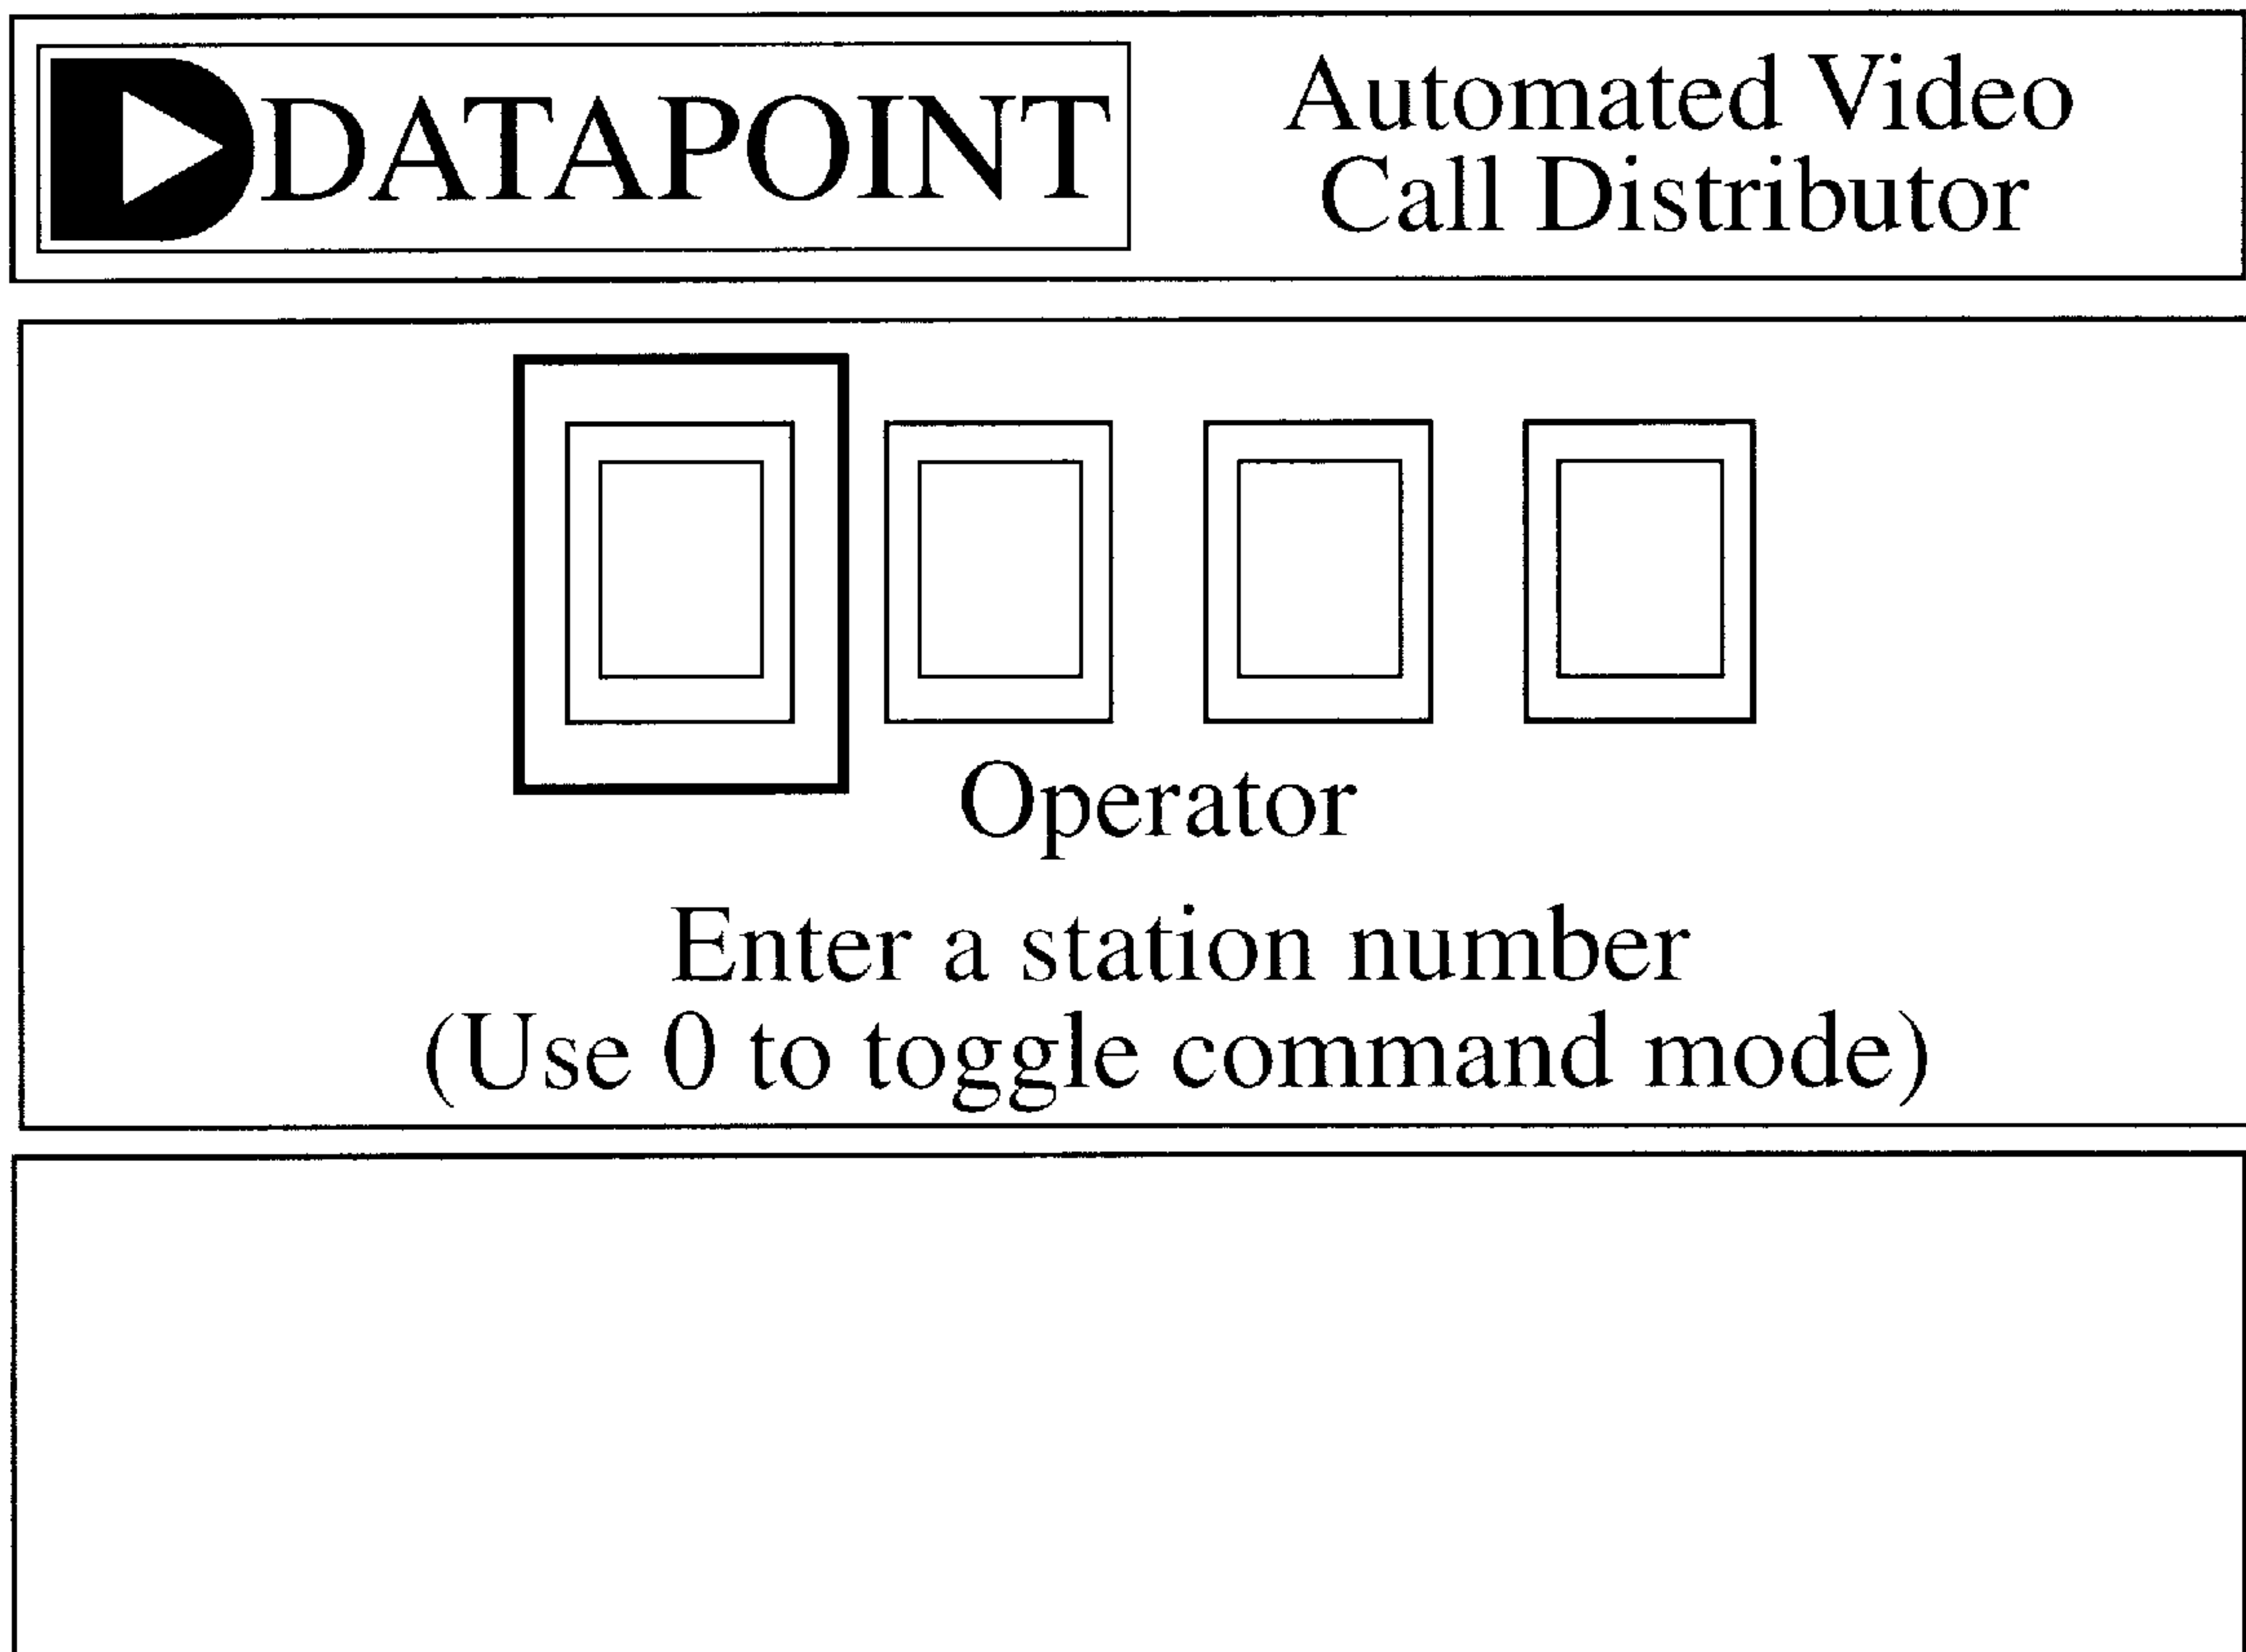 DATAPOINT
Automated Video
Call Distributor
Operator
Enter a station number
(Use 0 to toggle command mode)